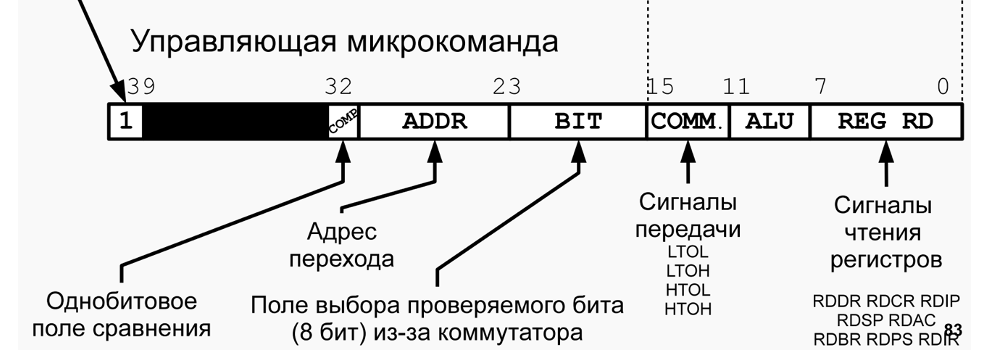 Управляющая микрокоманда
39 32 23 15 11 7 0
1 COMP ADDR BIT COMM. ALU REG RD
Однобитовое
поле сравнения
Адрес
перехода
Поле выбора проверяемого бита
(8 бит) из-за коммутатора
Сигналы
передачи
LTOL
LTOH
HTOL
HTOH
Сигналы
чтения
регистров
RDDR RDCR RDIP
RDSP RDAC
RDBR RDPS RDIR
83